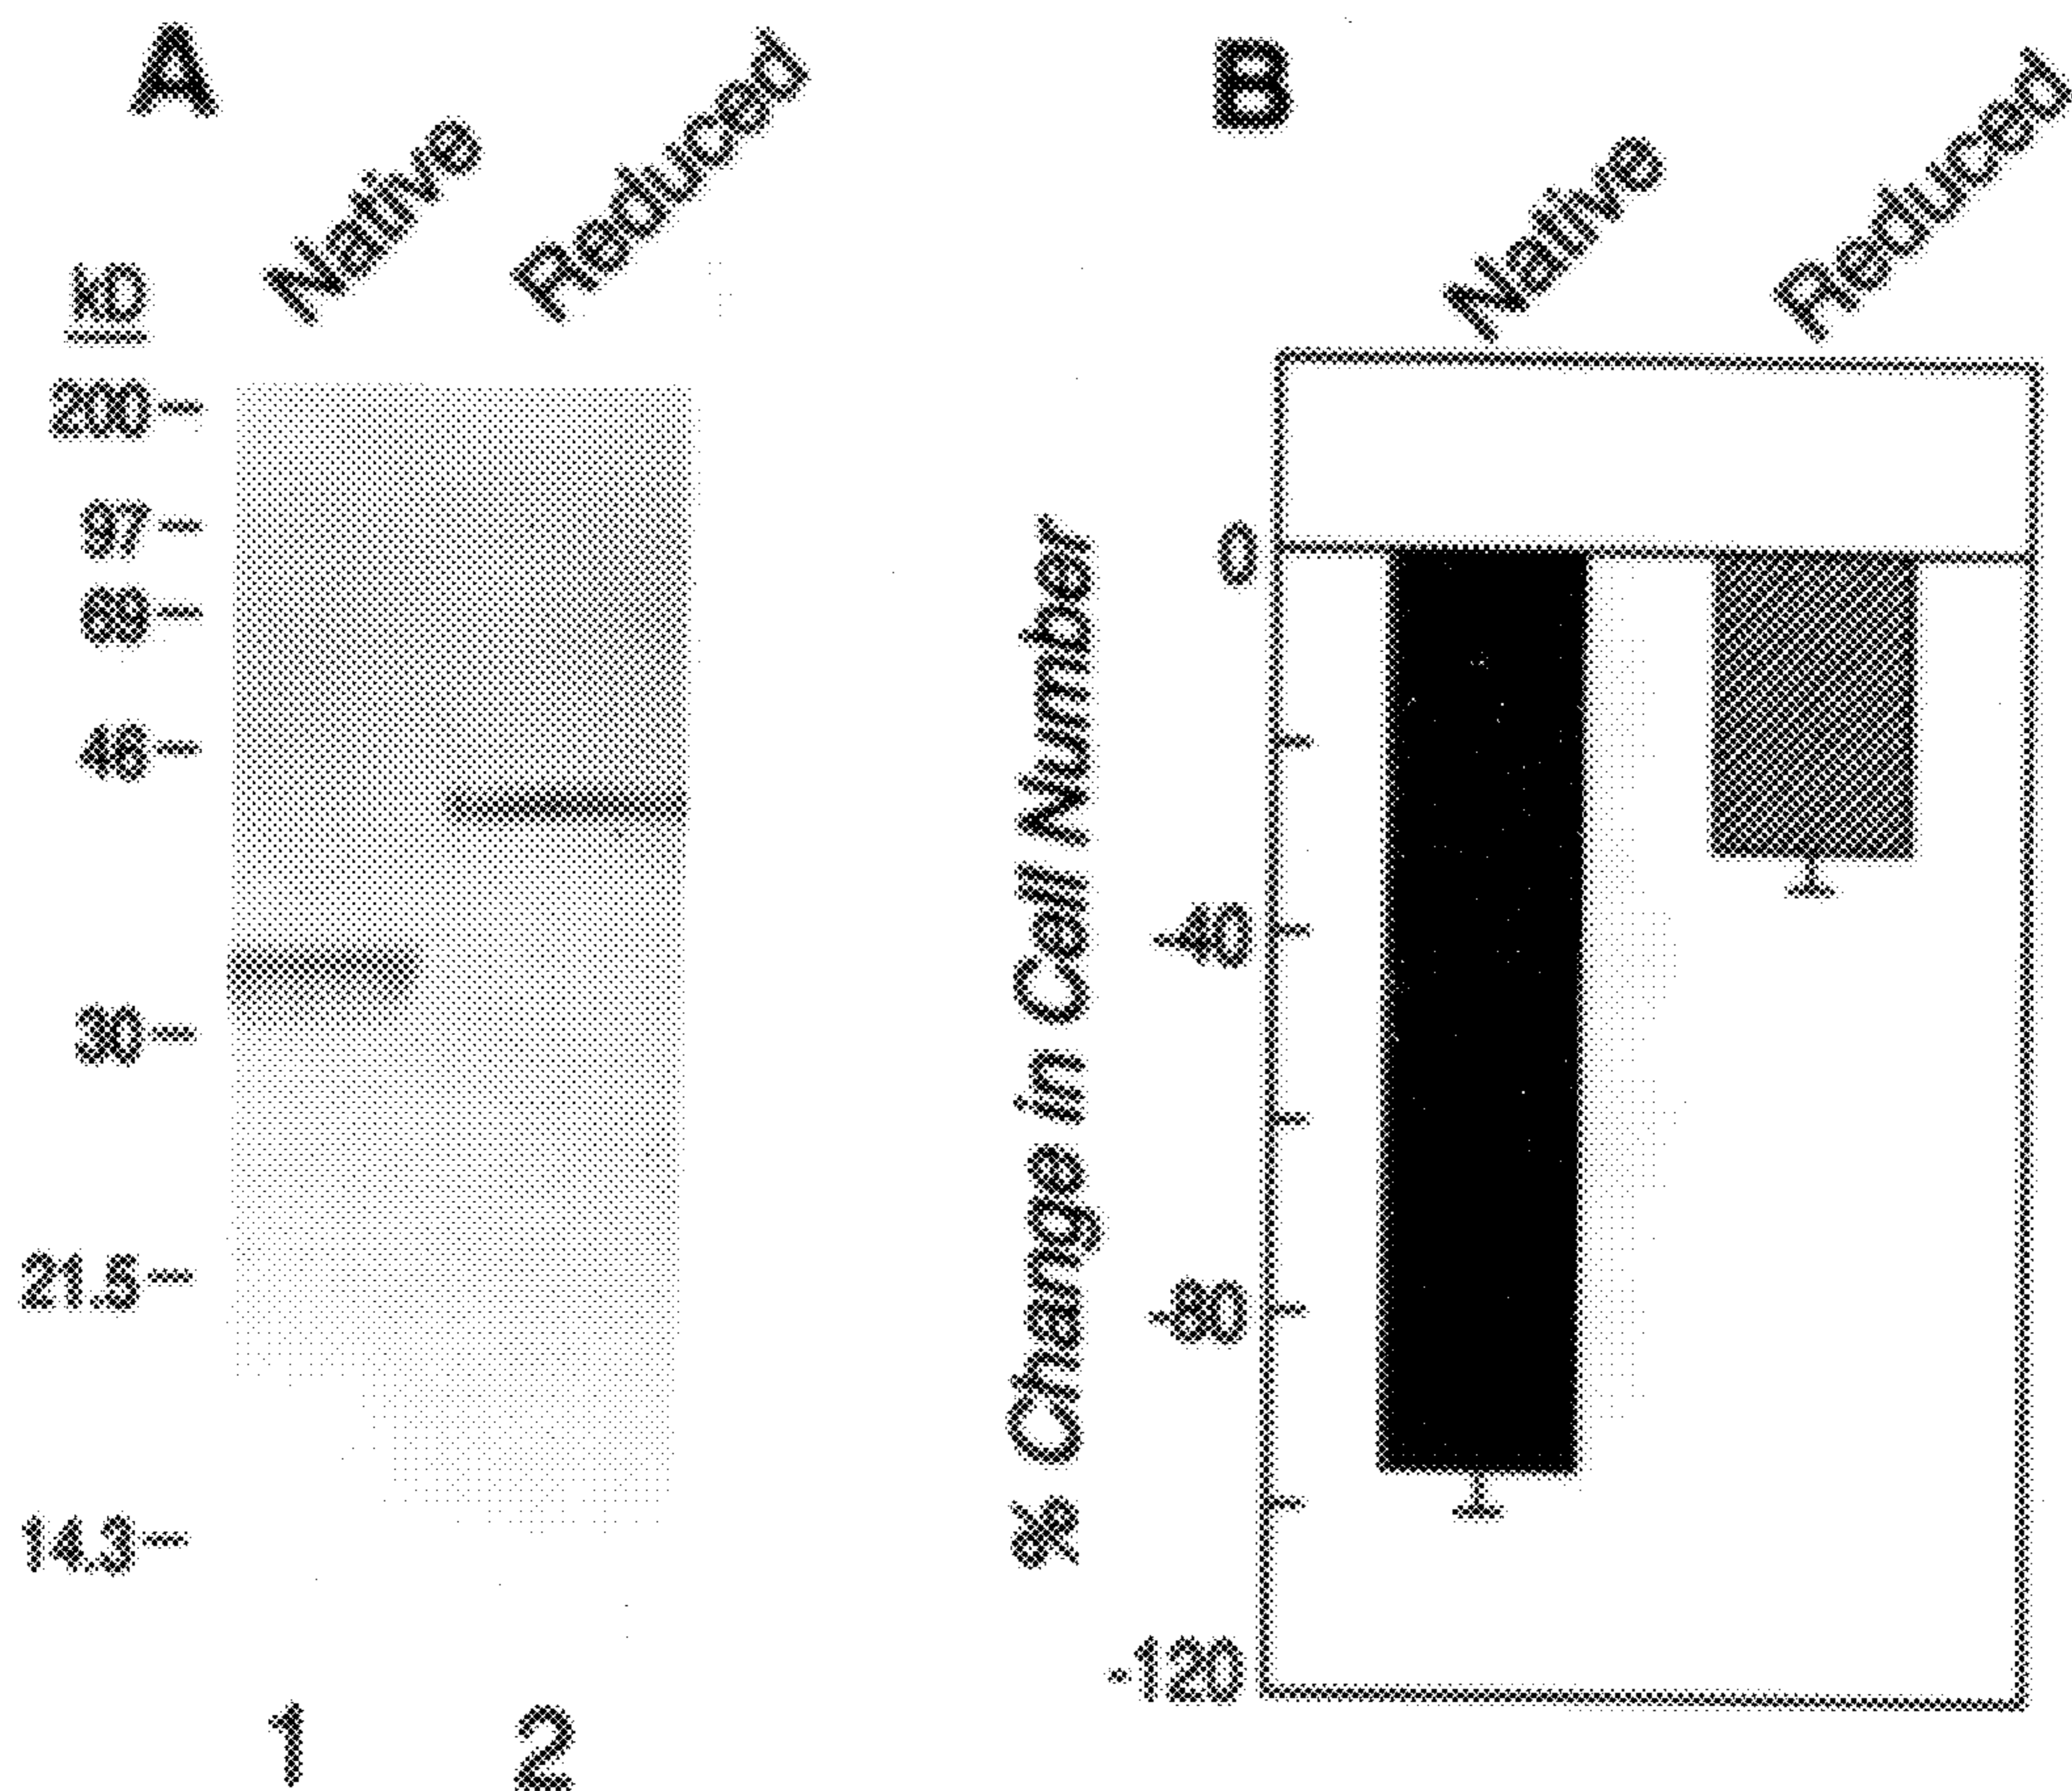 A
Native
Reduced
kD
200
97
69
46
30
21.5
14.3
1
2
B
Native
Reduced
% Change in Cell Number
0
-40
-80
-120